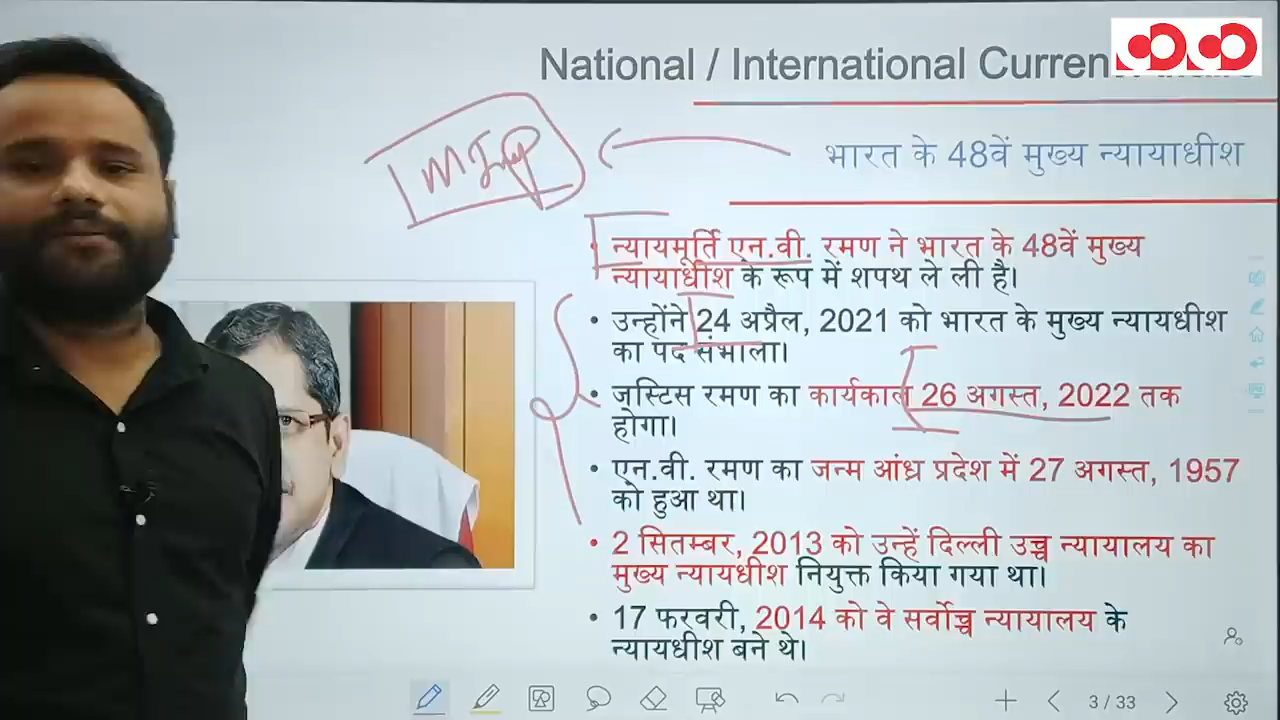 National / International Current
भारत के 48वें मुख्य न्यायाधीश
• न्यायमूर्ति एन.वी. रमण ने भारत के 48वें मुख्य
न्यायाधीश के रूप में शपथ ले ली है।
• उन्होंने 24 अप्रैल, 2021 को भारत के मुख्य न्यायधीश
का पद संभाला।
• जस्टिस रमण का कार्यकाल 26 अगस्त, 2022 तक
होगा।
• एन.वी. रमण का जन्म आंध्र प्रदेश में 27 अगस्त, 1957
को हुआ था।
• 2 सितम्बर, 2013 को उन्हें दिल्ली उच्च न्यायालय का
मुख्य न्यायधीश नियुक्त किया गया था।
• 17 फरवरी, 2014 को वे सर्वोच्च न्यायालय के
न्यायधीश बने थे।
3 / 33